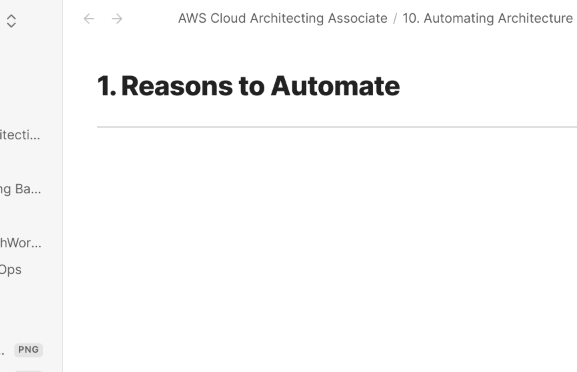 AWS Cloud Architecting Associate / 10. Automating Architecture
1. Reasons to Automate
itecti...
ng Ba...
hWor...
Ops
.. PNG